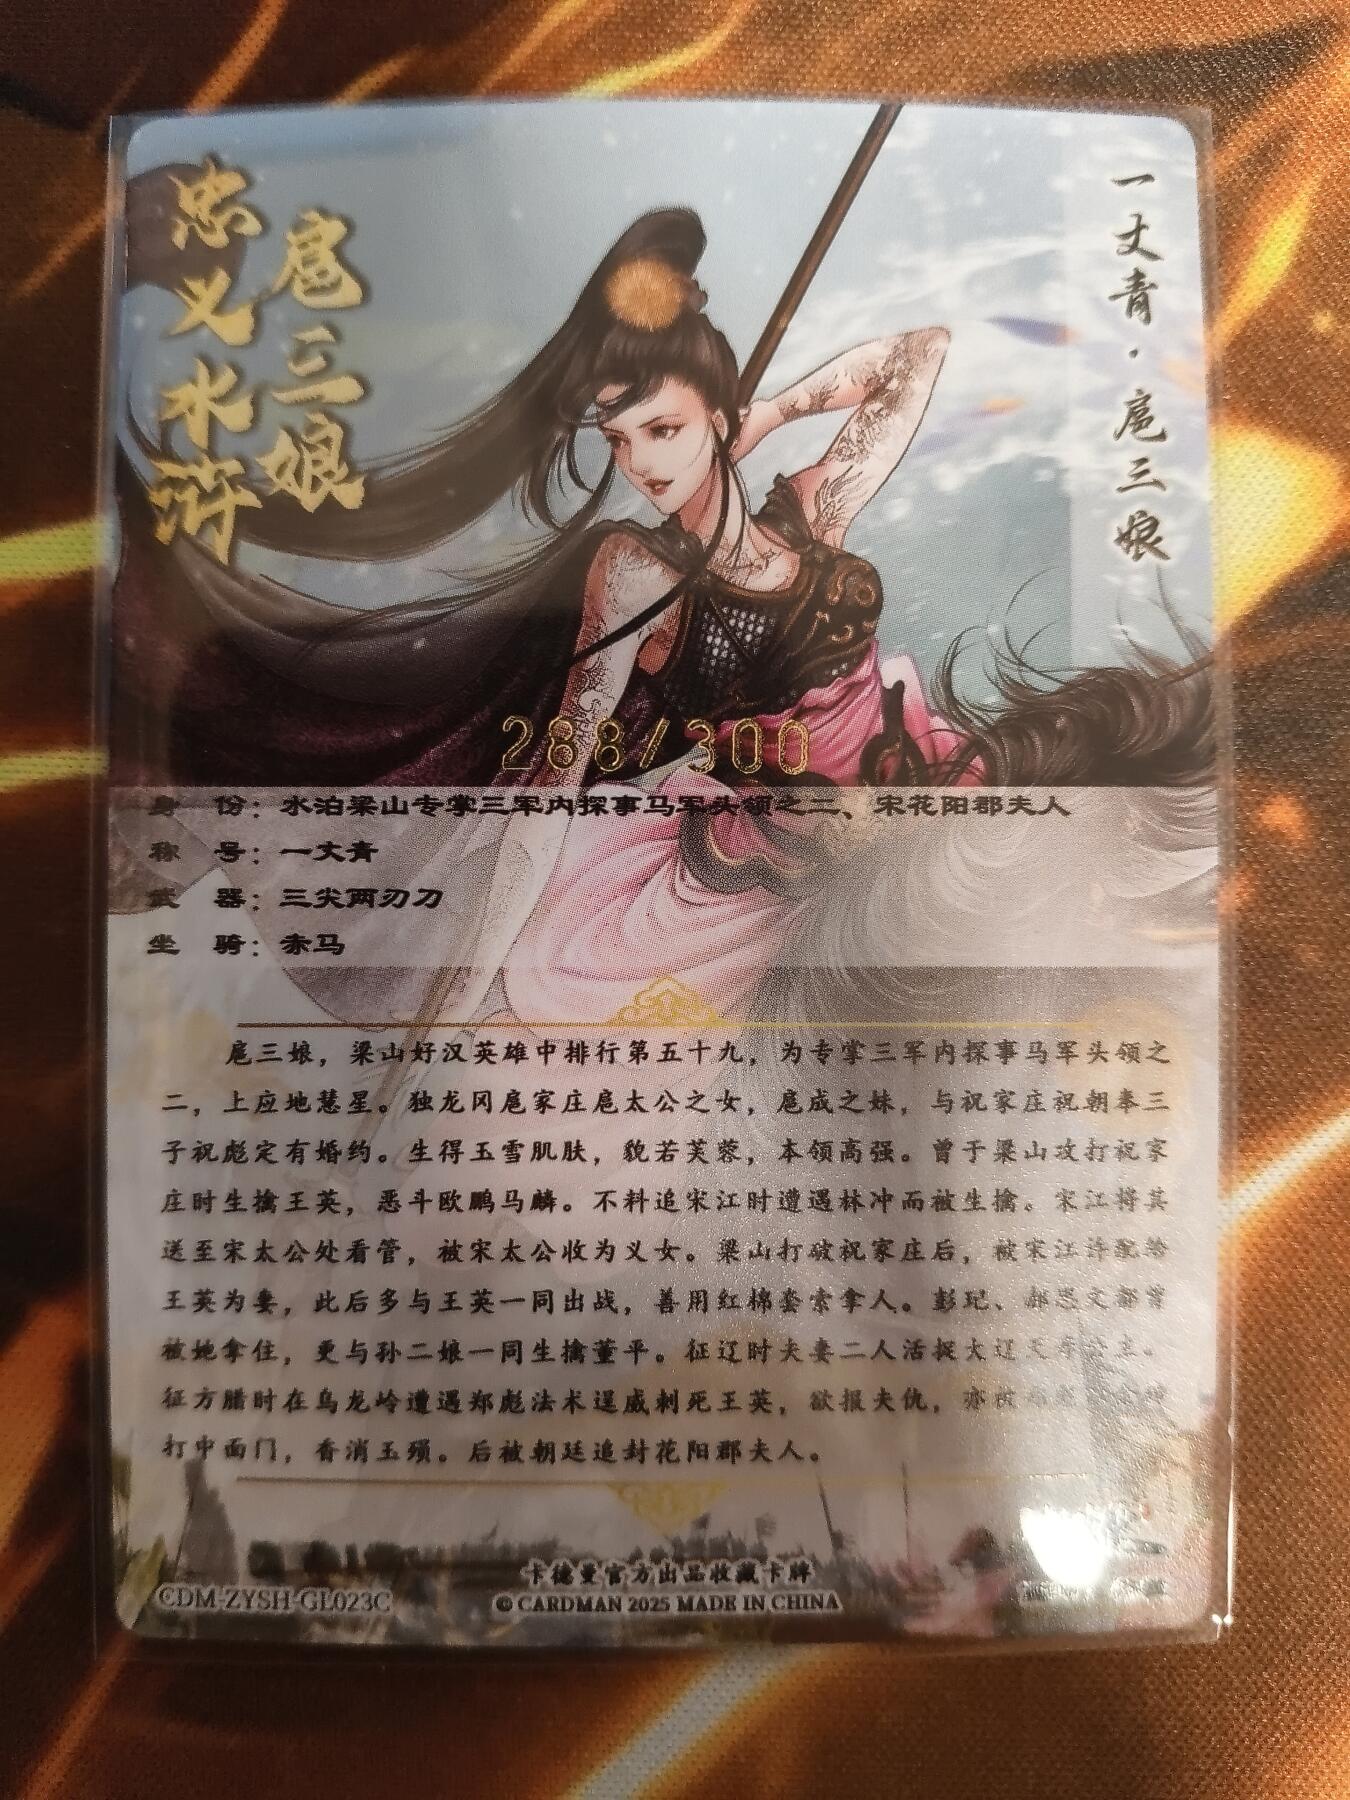 忠义水浒
扈三娘
一丈青·扈三娘
288/300
身 份：水泊梁山专掌三军内探事马军头领之二、宋花阳郡夫人
称 号：一丈青
武 器：三尖两刃刀
坐 骑：赤马
扈三娘，梁山好汉英雄中排行第五十九，为专掌三军内探事马军头领之
二，上应地慧星。独龙冈扈家庄扈太公之女，扈成之妹，与祝家庄祝朝奉三
子祝彪定有婚约。生得玉雪肌肤，貌若芙蓉，本领高强。曾于梁山攻打祝家
庄时生擒王英，恶斗欧鹏马麟。不料追宋江时遭遇林冲而被生擒。宋江将其
送至宋太公处看管，被宋太公收为义女。梁山打破祝家庄后，被宋江许配给
王英为妻，此后多与王英一同出战，善用红棉套索拿人。彭玘、郝思文都曾
被她拿住，更与孙二娘一同生擒董平。征辽时夫妻二人活捉大辽天寿公主。
征方腊时在乌龙岭遭遇郑彪法术逞威刺死王英，欲报夫仇，亦被
打中面门，香消玉殒。后被朝廷追封花阳郡夫人。
CDM-ZYSH-GL023C
卡德曼官方出品收藏卡牌
© CARDMAN 2025 MADE IN CHINA